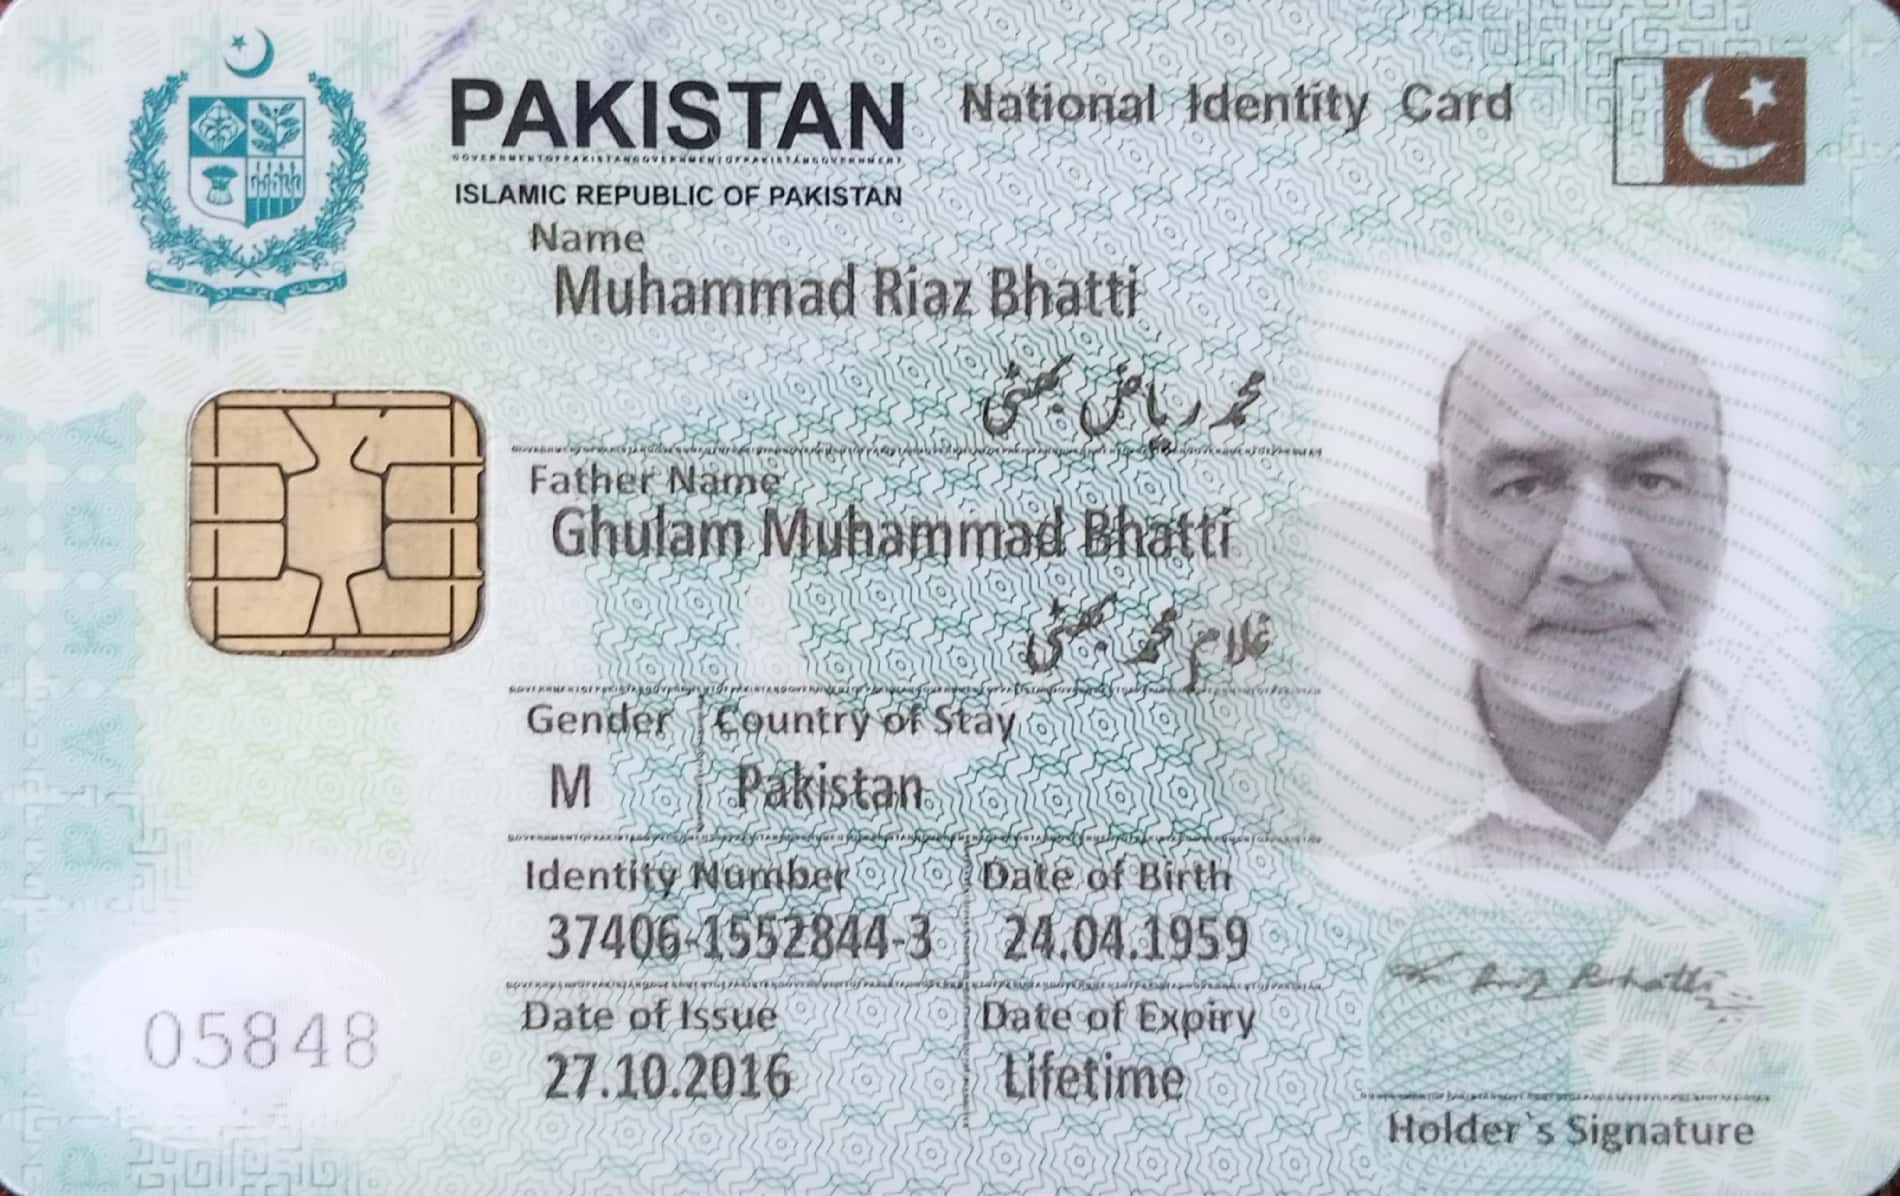 PAKISTAN National Identity Card
ISLAMIC REPUBLIC OF PAKISTAN
Name
Muhammad Riaz Bhatti
محمد ریاض بھٹی
Father Name
Ghulam Muhammad Bhatti
غلام محمد بھٹی
Gender Country of Stay
M Pakistan
Identity Number Date of Birth
37406-1552844-3 24.04.1959
Date of Issue Date of Expiry
27.10.2016 Lifetime
05848
Riaz Bhatti
Holder`s Signature